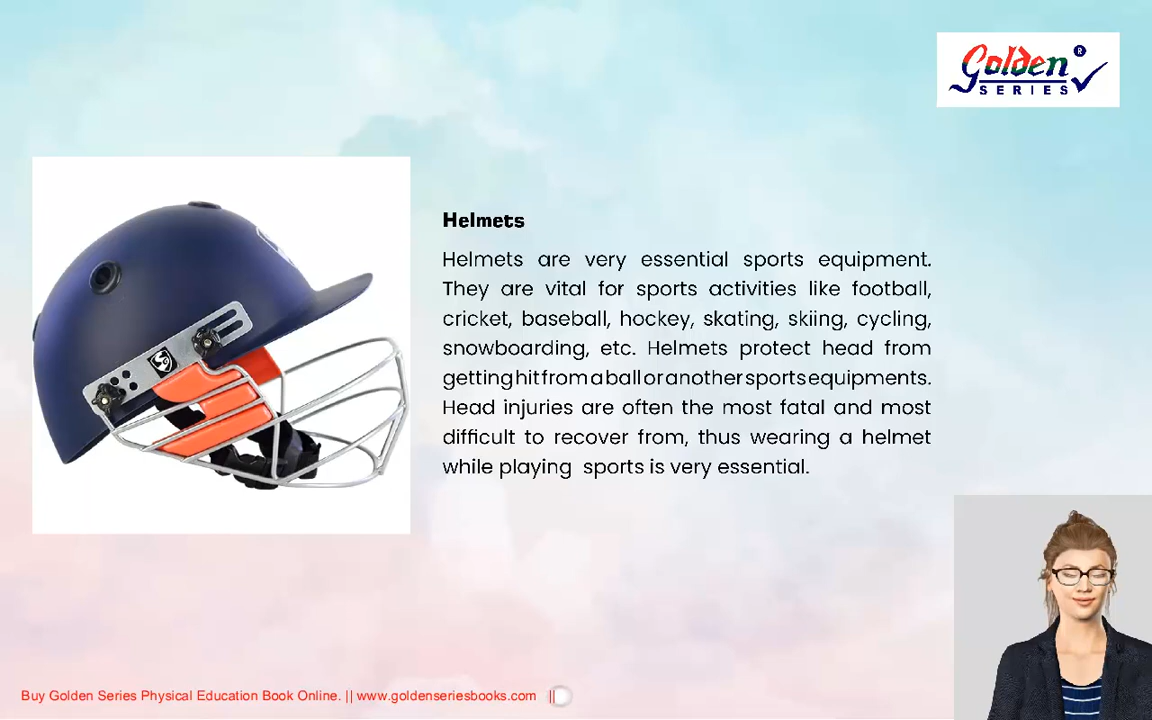 Golden ®
SERIES
Helmets
Helmets are very essential sports equipment.
They are vital for sports activities like football,
cricket, baseball, hockey, skating, skiing, cycling,
snowboarding, etc. Helmets protect head from
getting hit from a ball or another sports equipments.
Head injuries are often the most fatal and most
difficult to recover from, thus wearing a helmet
while playing sports is very essential.
SG
Buy Golden Series Physical Education Book Online. || www.goldenseriesbooks.com ||